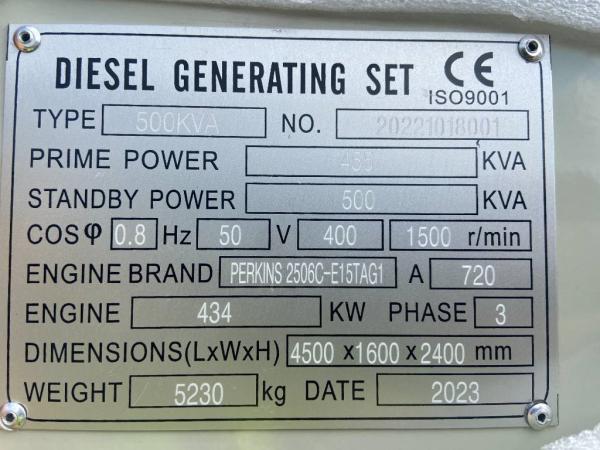 DIESEL GENERATING SET CE
ISO9001
TYPE 500KVA NO. 20221018001
PRIME POWER 455 KVA
STANDBY POWER 500 KVA
COSφ 0.8 Hz 50 V 400 1500 r/min
ENGINE BRAND PERKINS 2506C-E15TAG1 A 720
ENGINE 434 KW PHASE 3
DIMENSIONS(LxWxH) 4500 x1600 x 2400 mm
WEIGHT 5230 kg DATE 2023